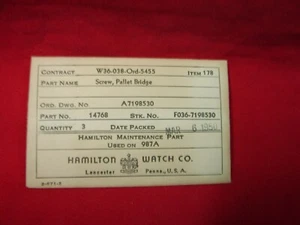 CONTRACT W36-038-Ord-5455 ITEM 178
PART NAME Screw, Pallet Bridge
ORD. DWG. NO A7198530
PART NO. 14768 STK. NO. F036-7198530
QUANTITY 3 DATE PACKED MAR 6
HAMILTON MAINTENANCE PART
USED ON 987A
HAMILTON WATCH CO.
Lancaster Penna., U.S.A.